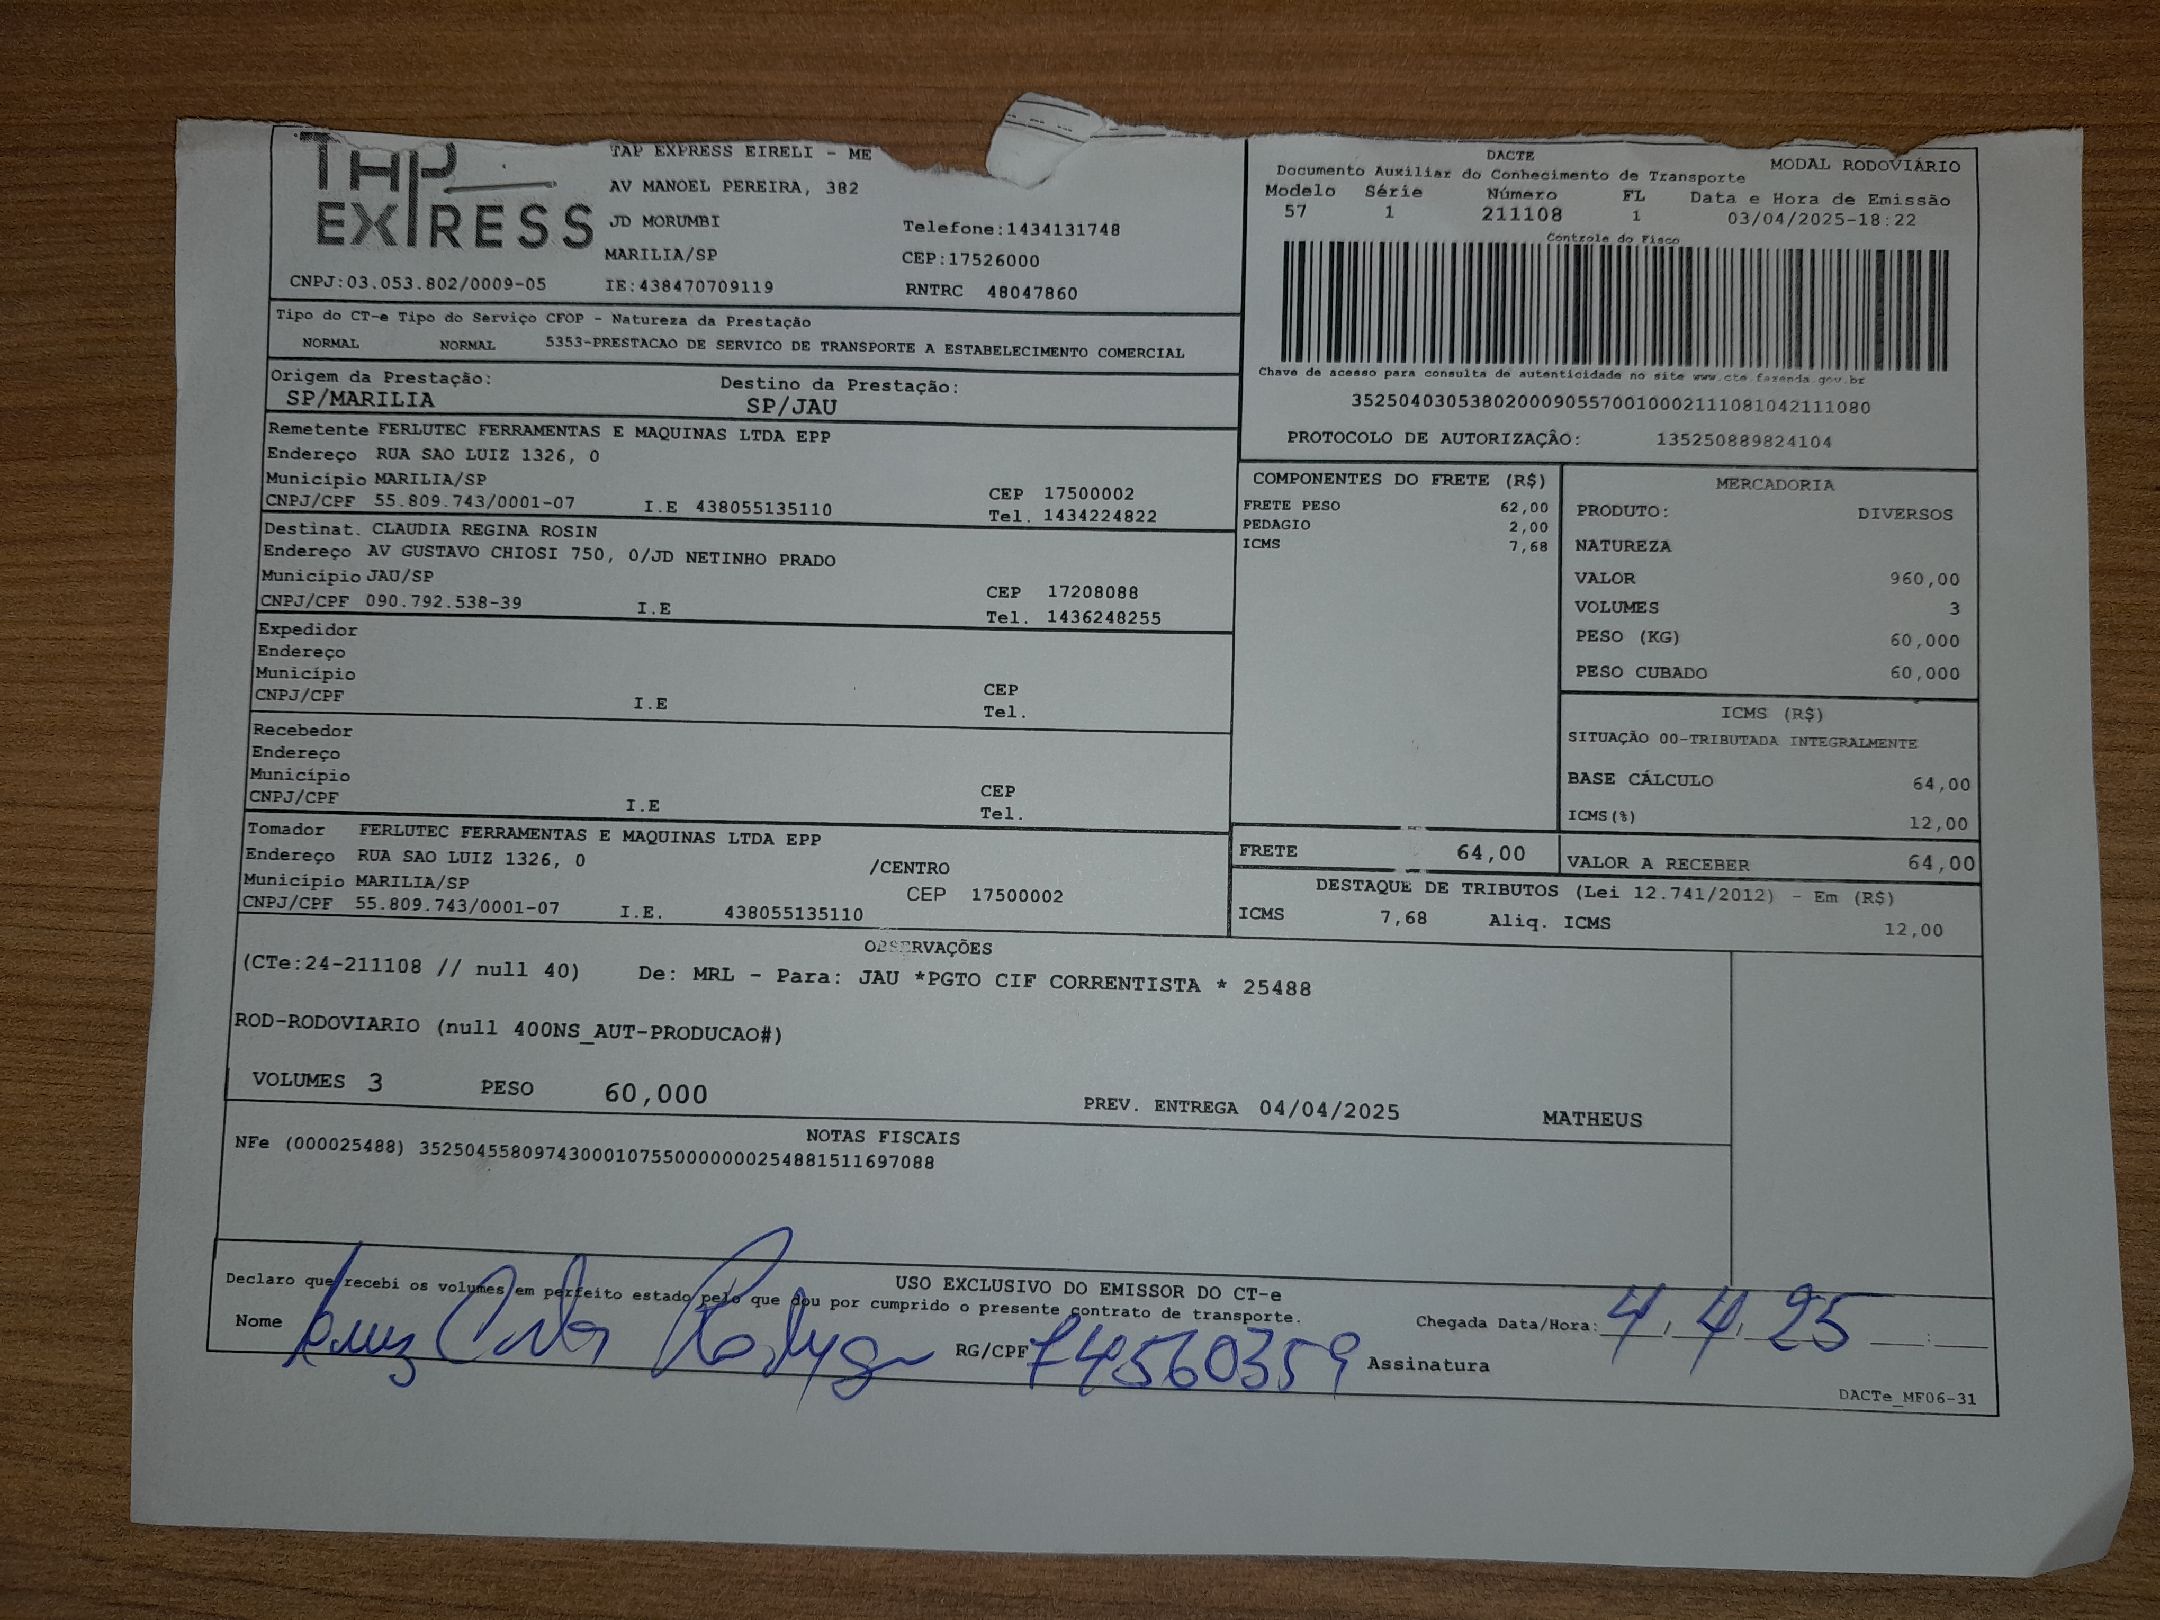 TAP EXPRESS
TAP EXPRESS EIRELI - ME
AV MANOEL PEREIRA, 382
JD MORUMBI
Telefone:1434131748
MARILIA/SP
CEP:17526000
CNPJ:03.053.802/0009-05
IE:438470709119
RNTRC 48047860
DACTE
MODAL RODOVIÁRIO
Documento Auxiliar do Conhecimento de Transporte
Modelo Série Número FL Data e Hora de Emissão
57 1 211108 1 03/04/2025-18:22
Controle do Fisco
Chave de acesso para consulta de autenticidade no site www.cte.fazenda.gov.br
35250403053802000905570010002111081042111080
PROTOCOLO DE AUTORIZAÇÂO: 135250889824104
Tipo do CT-e Tipo do Serviço CFOP - Natureza da Prestação
NORMAL NORMAL 5353-PRESTACAO DE SERVICO DE TRANSPORTE A ESTABELECIMENTO COMERCIAL
Origem da Prestação: Destino da Prestação:
SP/MARILIA SP/JAU
Remetente FERLUTEC FERRAMENTAS E MAQUINAS LTDA EPP
Endereço RUA SAO LUIZ 1326, 0
Município MARILIA/SP CEP 17500002
CNPJ/CPF 55.809.743/0001-07 I.E 438055135110 Tel. 1434224822
Destinat. CLAUDIA REGINA ROSIN
Endereço AV GUSTAVO CHIOSI 750, 0/JD NETINHO PRADO
Município JAU/SP CEP 17208088
CNPJ/CPF 090.792.538-39 I.E Tel. 1436248255
Expedidor
Endereço
Município CEP
CNPJ/CPF I.E Tel.
Recebedor
Endereço
Município CEP
CNPJ/CPF I.E Tel.
Tomador FERLUTEC FERRAMENTAS E MAQUINAS LTDA EPP
Endereço RUA SAO LUIZ 1326, 0 /CENTRO
Município MARILIA/SP CEP 17500002
CNPJ/CPF 55.809.743/0001-07 I.E. 438055135110
COMPONENTES DO FRETE (R$)
FRETE PESO 62,00
PEDAGIO 2,00
ICMS 7,68
MERCADORIA
PRODUTO: DIVERSOS
NATUREZA
VALOR 960,00
VOLUMES 3
PESO (KG) 60,000
PESO CUBADO 60,000
ICMS (R$)
SITUAÇÃO 00-TRIBUTADA INTEGRALMENTE
BASE CÁLCULO 64,00
ICMS(%) 12,00
FRETE 64,00
VALOR A RECEBER 64,00
DESTAQUE DE TRIBUTOS (Lei 12.741/2012) - Em (R$)
ICMS 7,68 Aliq. ICMS 12,00
OBSERVAÇÕES
(CTe:24-211108 // null 40) De: MRL - Para: JAU *PGTO CIF CORRENTISTA * 25488
ROD-RODOVIARIO (null 400NS_AUT-PRODUCAO#)
VOLUMES 3 PESO 60,000 PREV. ENTREGA 04/04/2025 MATHEUS
NOTAS FISCAIS
NFe (000025488) 35250455809743000107550000000254881511697088
USO EXCLUSIVO DO EMISSOR DO CT-e
Declaro que recebi os volumes em perfeito estado pelo que dou por cumprido o presente contrato de transporte.
Nome Luiz Carlos RG/CPF 74560359 Assinatura
Chegada Data/Hora: 4, 4, 25 :
DACTe_MF06-31